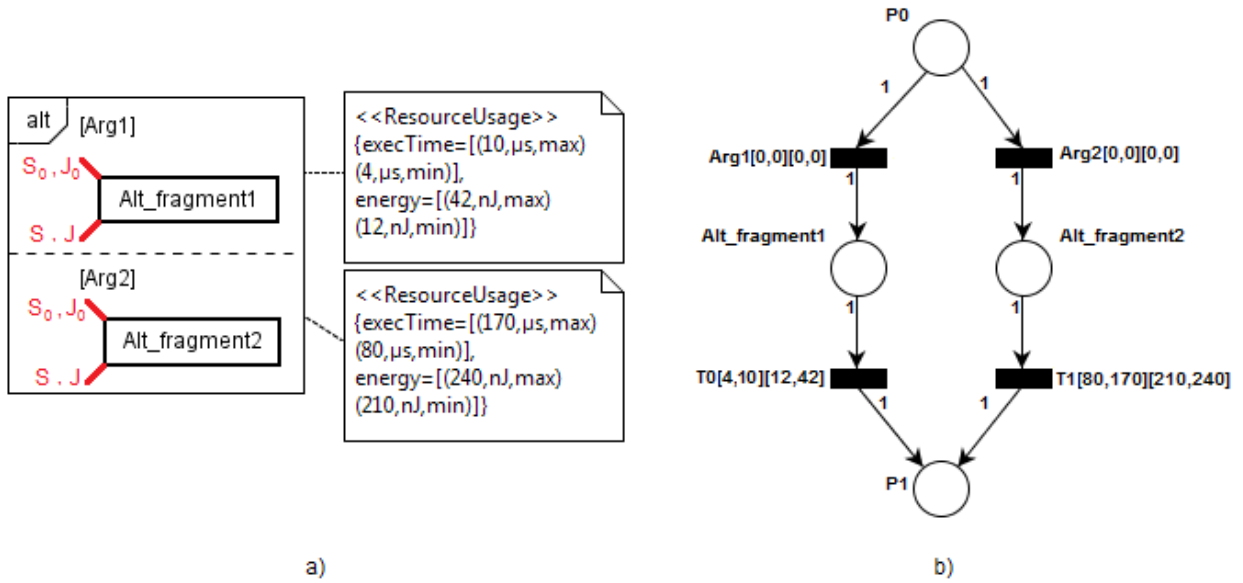 alt
[Arg1]
S0 , J0
Alt_fragment1
S , J
[Arg2]
S0 , J0
Alt_fragment2
S , J
<<ResourceUsage>>
{execTime=[(10,µs,max)
(4,µs,min)],
energy=[(42,nJ,max)
(12,nJ,min)]}
<<ResourceUsage>>
{execTime=[(170,µs,max)
(80,µs,min)],
energy=[(240,nJ,max)
(210,nJ,min)]}
a)
P0
1
1
Arg1[0,0][0,0]
Arg2[0,0][0,0]
1
1
Alt_fragment1
Alt_fragment2
1
1
T0[4,10][12,42]
T1[80,170][210,240]
1
1
P1
b)